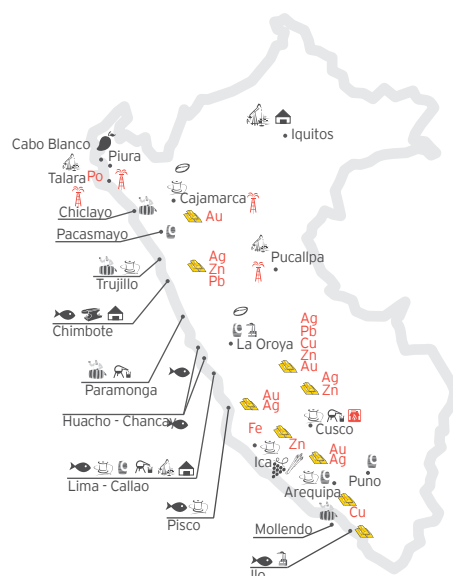 Iquitos
Cabo Blanco
Piura
Talara Po
Cajamarca
Chiclayo
Au
Pacasmayo
Ag
Zn
Pb
Pucallpa
Trujillo
Chimbote
Ag
Pb
Cu
Zn
Au
La Oroya
Ag
Zn
Paramonga
Au
Ag
Huacho - Chancay
Fe
Cusco
Zn
Au
Ag
Ica
Lima - Callao
Puno
Arequipa
Pisco
Cu
Mollendo
Ilo